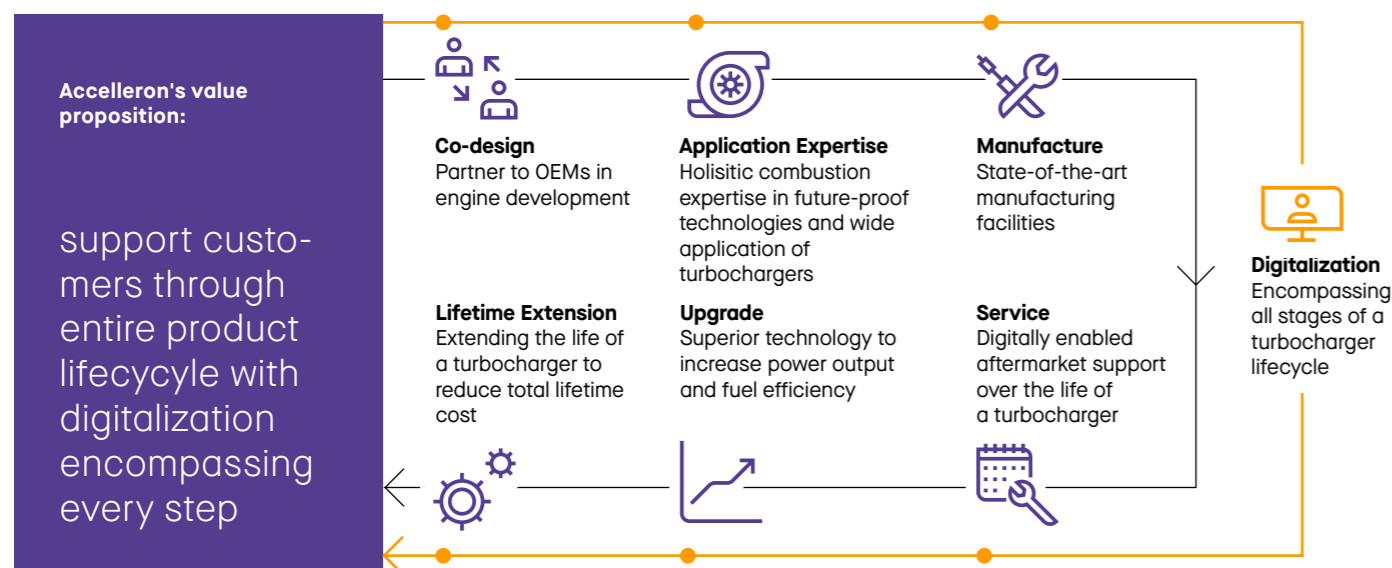 Accelleron's value
proposition:
support custo-
mers through
entire product
lifecycyle with
digitalization
encompassing
every step
Co-design
Partner to OEMs in
engine development
Application Expertise
Holisitic combustion
expertise in future-proof
technologies and wide
application of
turbochargers
Manufacture
State-of-the-art
manufacturing
facilities
Digitalization
Encompassing
all stages of a
turbocharger
lifecycle
Service
Digitally enabled
aftermarket support
over the life of
a turbocharger
Upgrade
Superior technology to
increase power output
and fuel efficiency
Lifetime Extension
Extending the life of
a turbocharger to
reduce total lifetime
cost